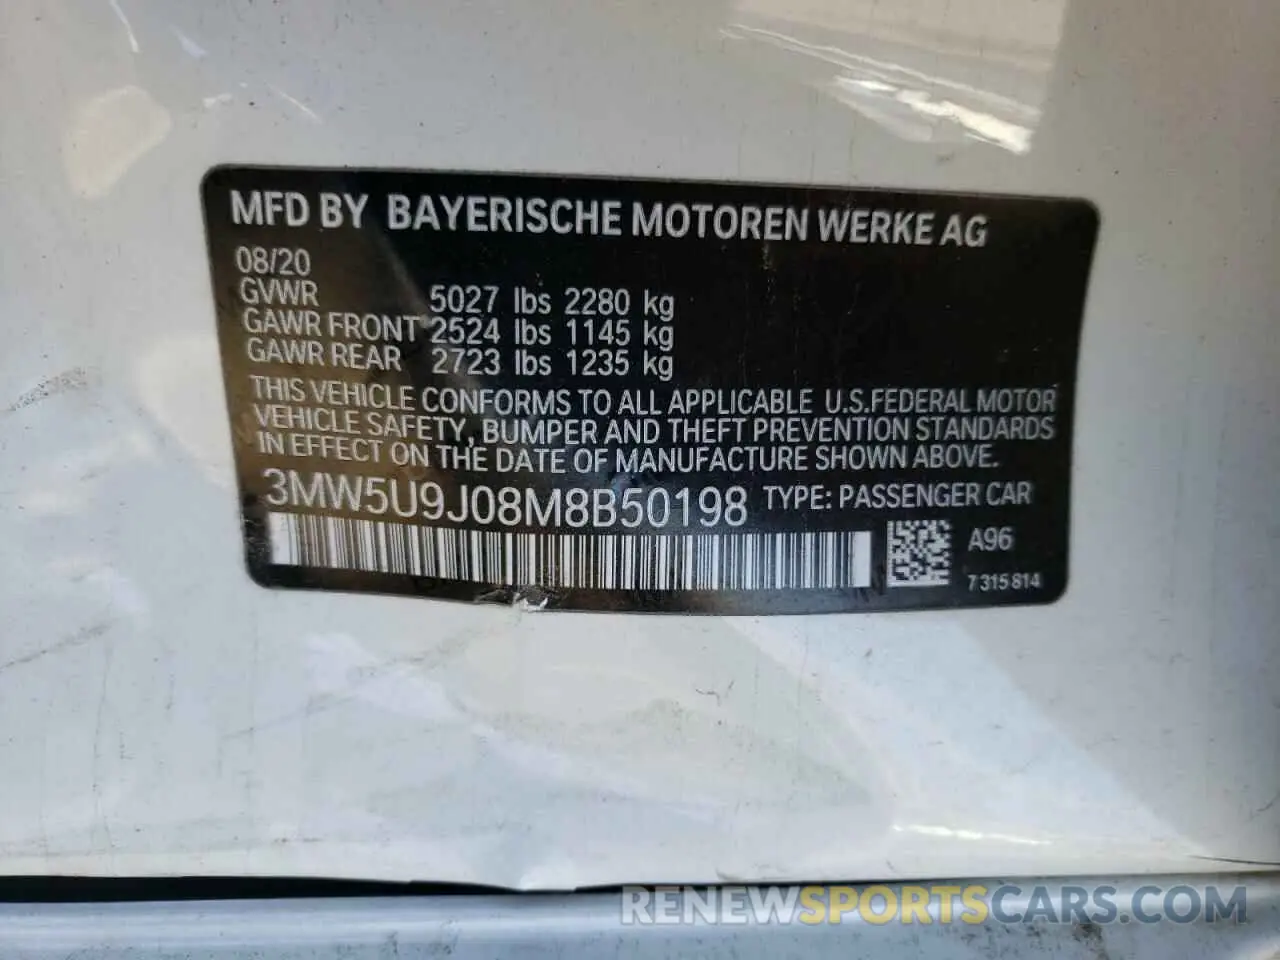 MFD BY BAYERISCHE MOTOREN WERKE AG
08/20
GVWR 5027 lbs 2280 kg
GAWR FRONT 2524 lbs 1145 kg
GAWR REAR 2723 lbs 1235 kg
THIS VEHICLE CONFORMS TO ALL APPLICABLE U.S.FEDERAL MOTOR
VEHICLE SAFETY, BUMPER AND THEFT PREVENTION STANDARDS
IN EFFECT ON THE DATE OF MANUFACTURE SHOWN ABOVE.
3MW5U9J08M8B50198 TYPE: PASSENGER CAR
A96
7 315 814
RENEWSPORTSCARS.COM